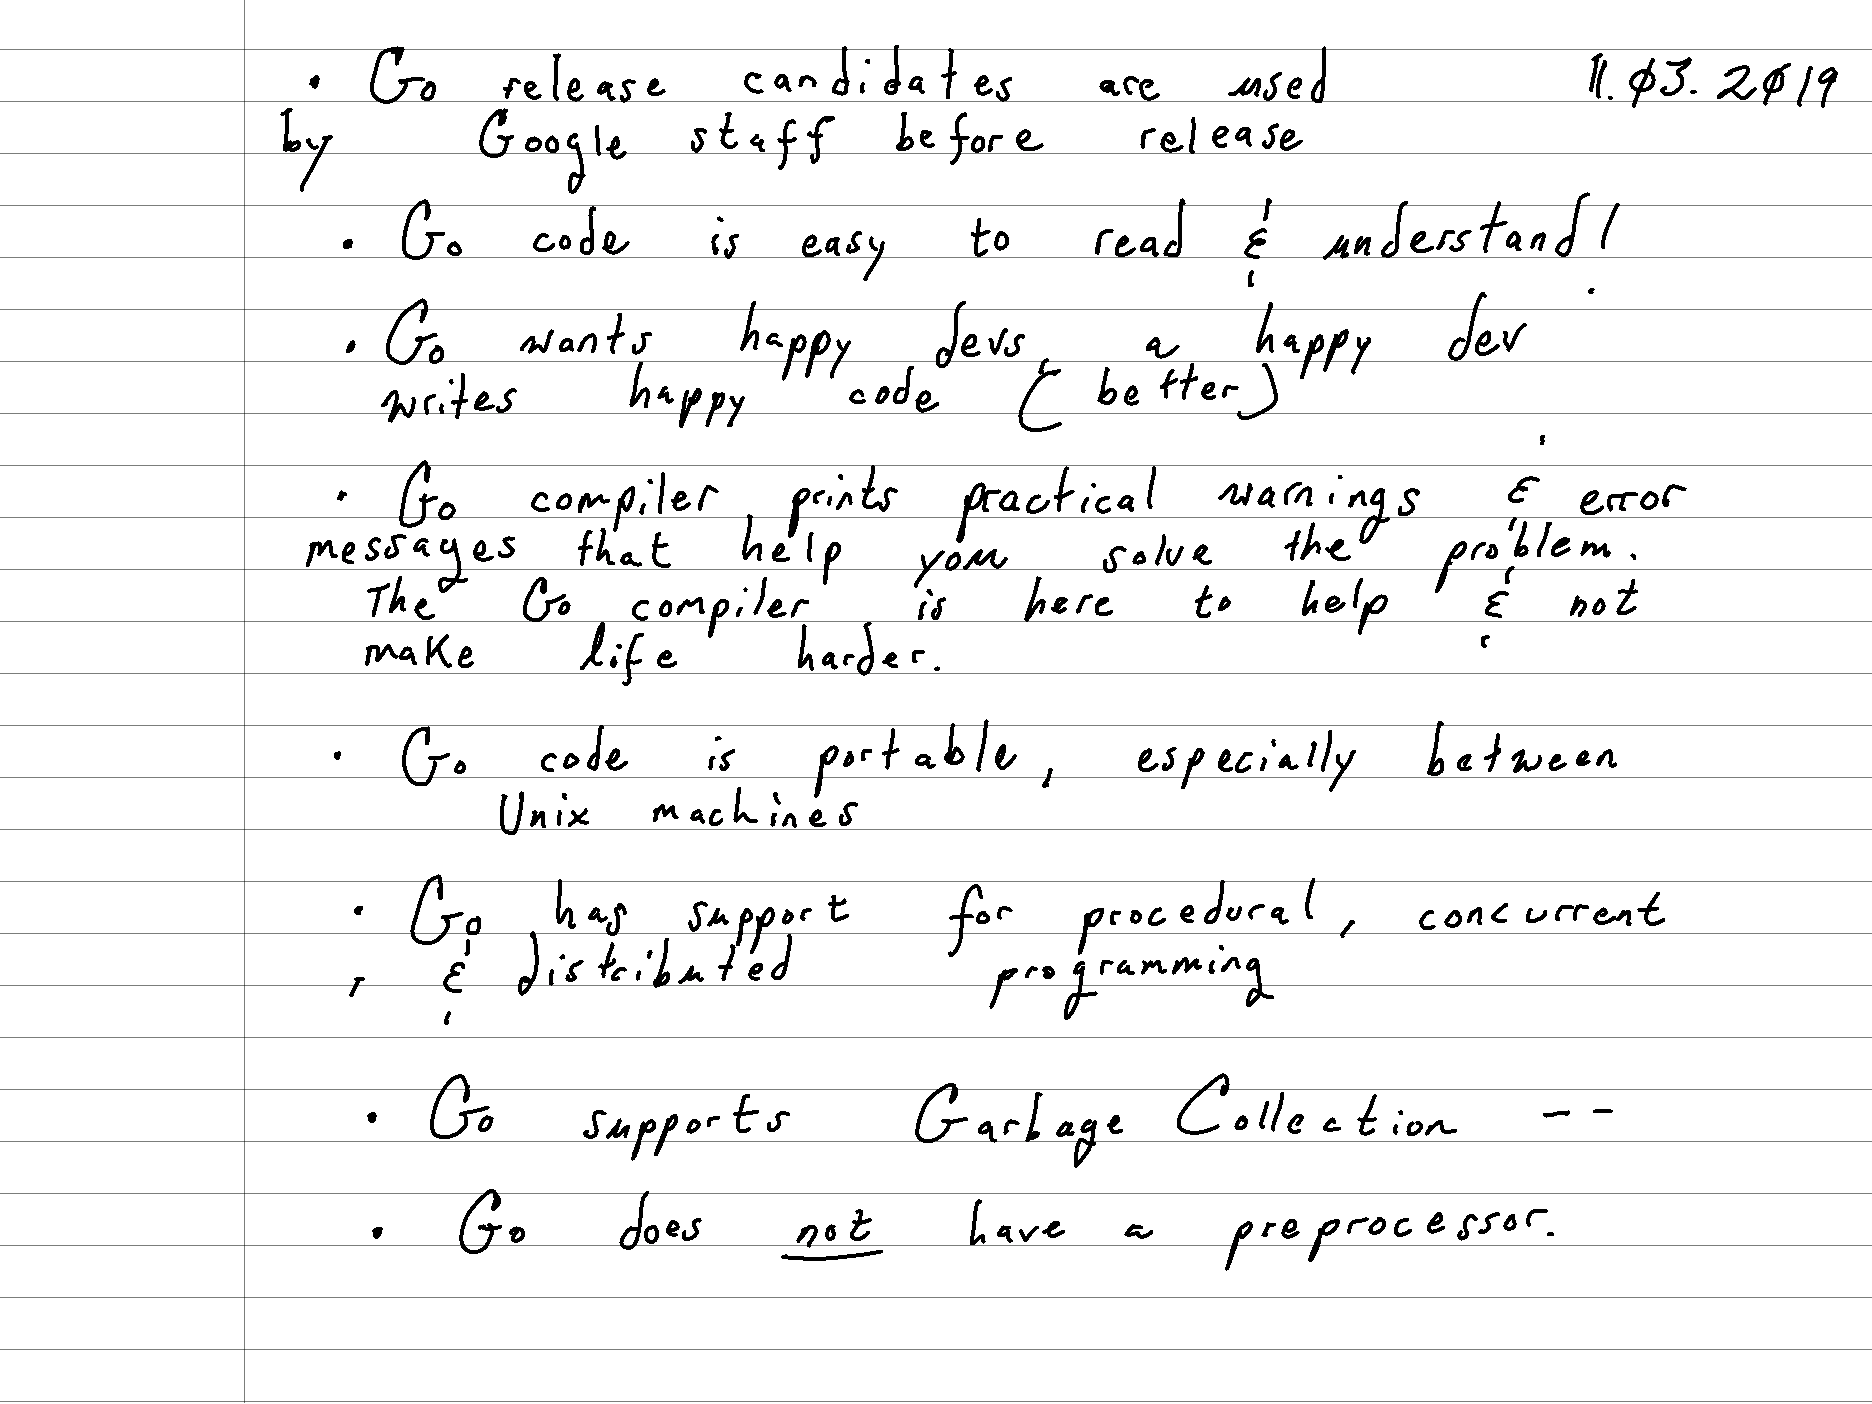 • Go release candidates are used 11.03.2019
by Google staff before release
• Go code is easy to read & understand!
• Go wants happy devs, a happy dev
writes happy code (better)
• Go compiler prints practical warnings & error
messages that help you solve the problem.
The Go compiler is here to help & not
make life harder.
• Go code is portable, especially between
Unix machines
• Go has support for procedural, concurrent
, & distributed programming
• Go supports Garbage Collection --
• Go does not have a preprocessor.